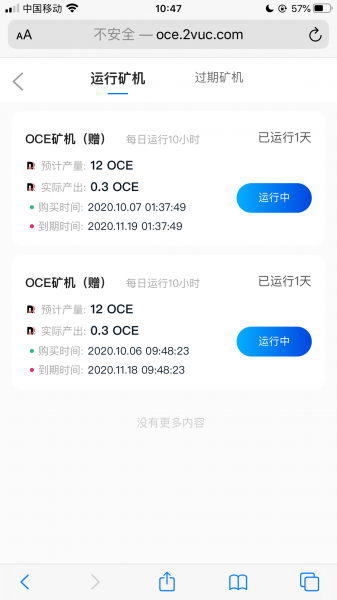 中国移动 10:47 57%
AA 不安全 — oce.2vuc.com
运行矿机 过期矿机
OCE矿机（赠） 每日运行10小时 已运行1天
预计产量: 12 OCE
实际产出: 0.3 OCE
运行中
购买时间: 2020.10.07 01:37:49
到期时间: 2020.11.19 01:37:49
OCE矿机（赠） 每日运行10小时 已运行1天
预计产量: 12 OCE
实际产出: 0.3 OCE
运行中
购买时间: 2020.10.06 09:48:23
到期时间: 2020.11.18 09:48:23
没有更多内容